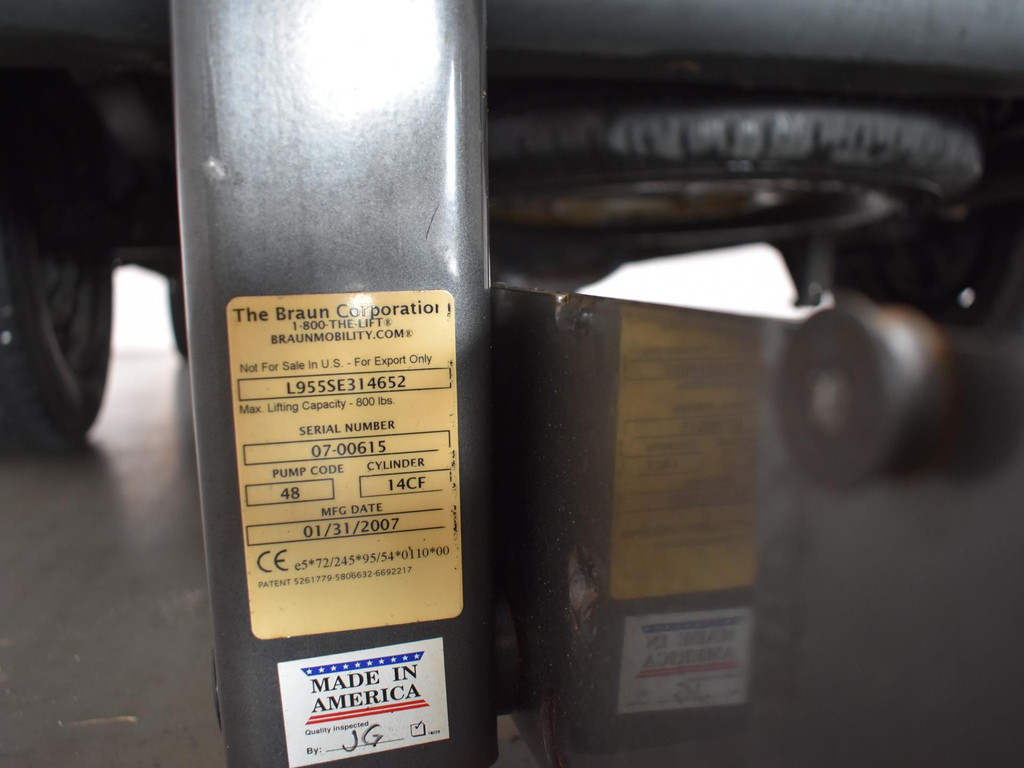 The Braun Corporation
1-800-THE-LIFT®
BRAUNMOBILITY.COM®
Not For Sale In U.S. - For Export Only
L955SE314652
Max. Lifting Capacity - 800 lbs.
SERIAL NUMBER
07-00615
PUMP CODE CYLINDER
48 14CF
MFG DATE
01/31/2007
CE e5*72/245*95/54*0110*00
PATENT 5261779-5806632-6692217
MADE IN
AMERICA
Quality Inspected
By: JG